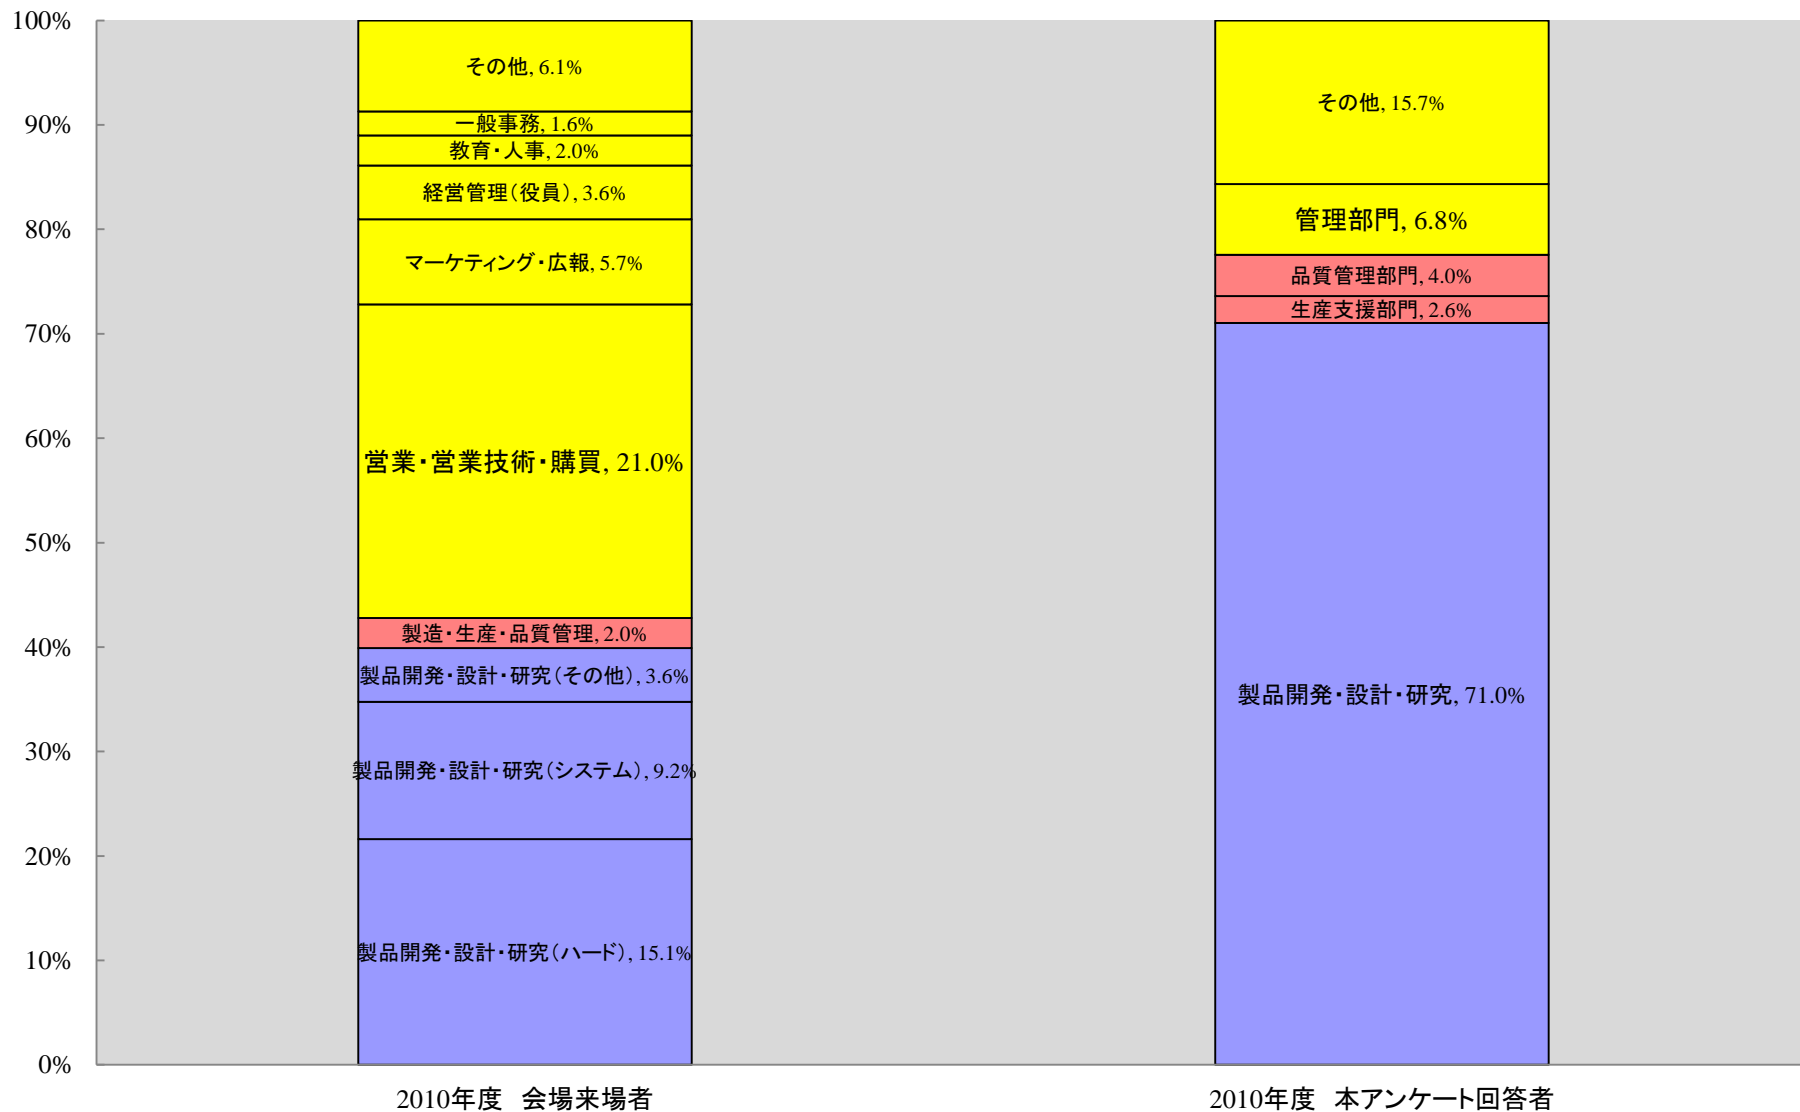 100%
90%
80%
70%
60%
50%
40%
30%
20%
10%
0%
その他, 6.1%
一般事務, 1.6%
教育・人事, 2.0%
経営管理（役員）, 3.6%
マーケティング・広報, 5.7%
営業・営業技術・購買, 21.0%
製造・生産・品質管理, 2.0%
製品開発・設計・研究（その他）, 3.6%
製品開発・設計・研究（システム）, 9.2%
製品開発・設計・研究（ハード）, 15.1%
その他, 15.7%
管理部門, 6.8%
品質管理部門, 4.0%
生産支援部門, 2.6%
製品開発・設計・研究, 71.0%
2010年度　会場来場者
2010年度　本アンケート回答者